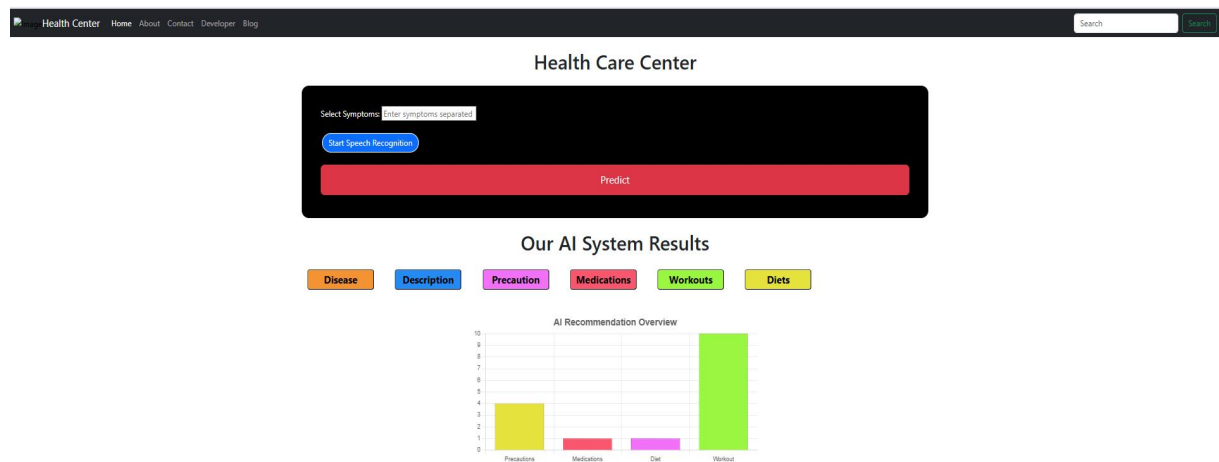 Health Center Home About Contact Developer Blog Search Search
Health Care Center
Select Symptoms: Enter symptoms separated
Start Speech Recognition
Predict
Our AI System Results
Disease Description Precaution Medications Workouts Diets
AI Recommendation Overview
10
9
8
7
6
5
4
3
2
1
0
Precautions Medications Diet Workout